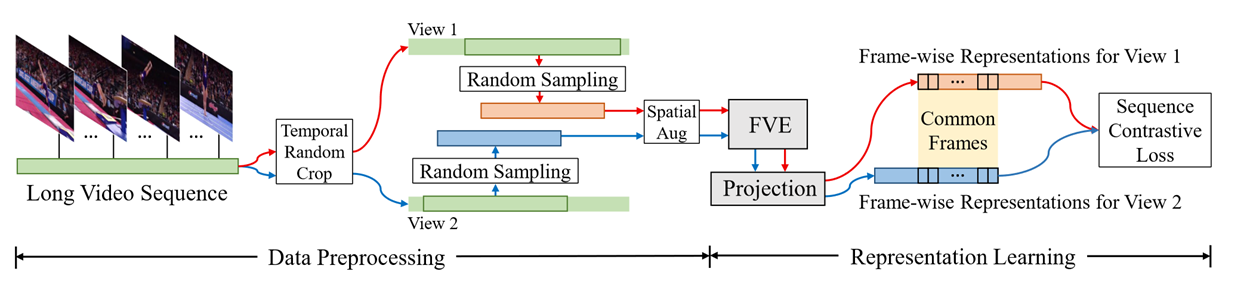 View 1
Random Sampling
Temporal
Random
Crop
Spatial
Aug
Random Sampling
View 2
... ... ...
Long Video Sequence
FVE
Projection
Frame-wise Representations for View 1
...
Common
Frames
...
Frame-wise Representations for View 2
Sequence
Contrastive
Loss
Data Preprocessing
Representation Learning